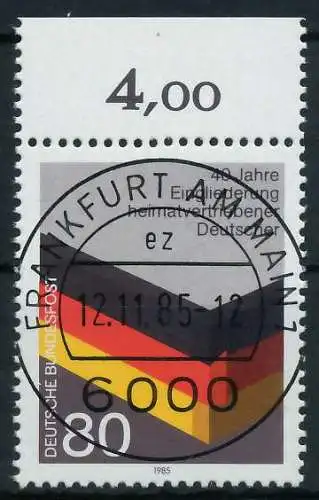 4,00
40 Jahre
Eingliederung
heimatvertriebener
Deutscher
FRANKFURT AM MAIN 1
ez
12.11.85-12
6000
DEUTSCHE BUNDESPOST
80
1985